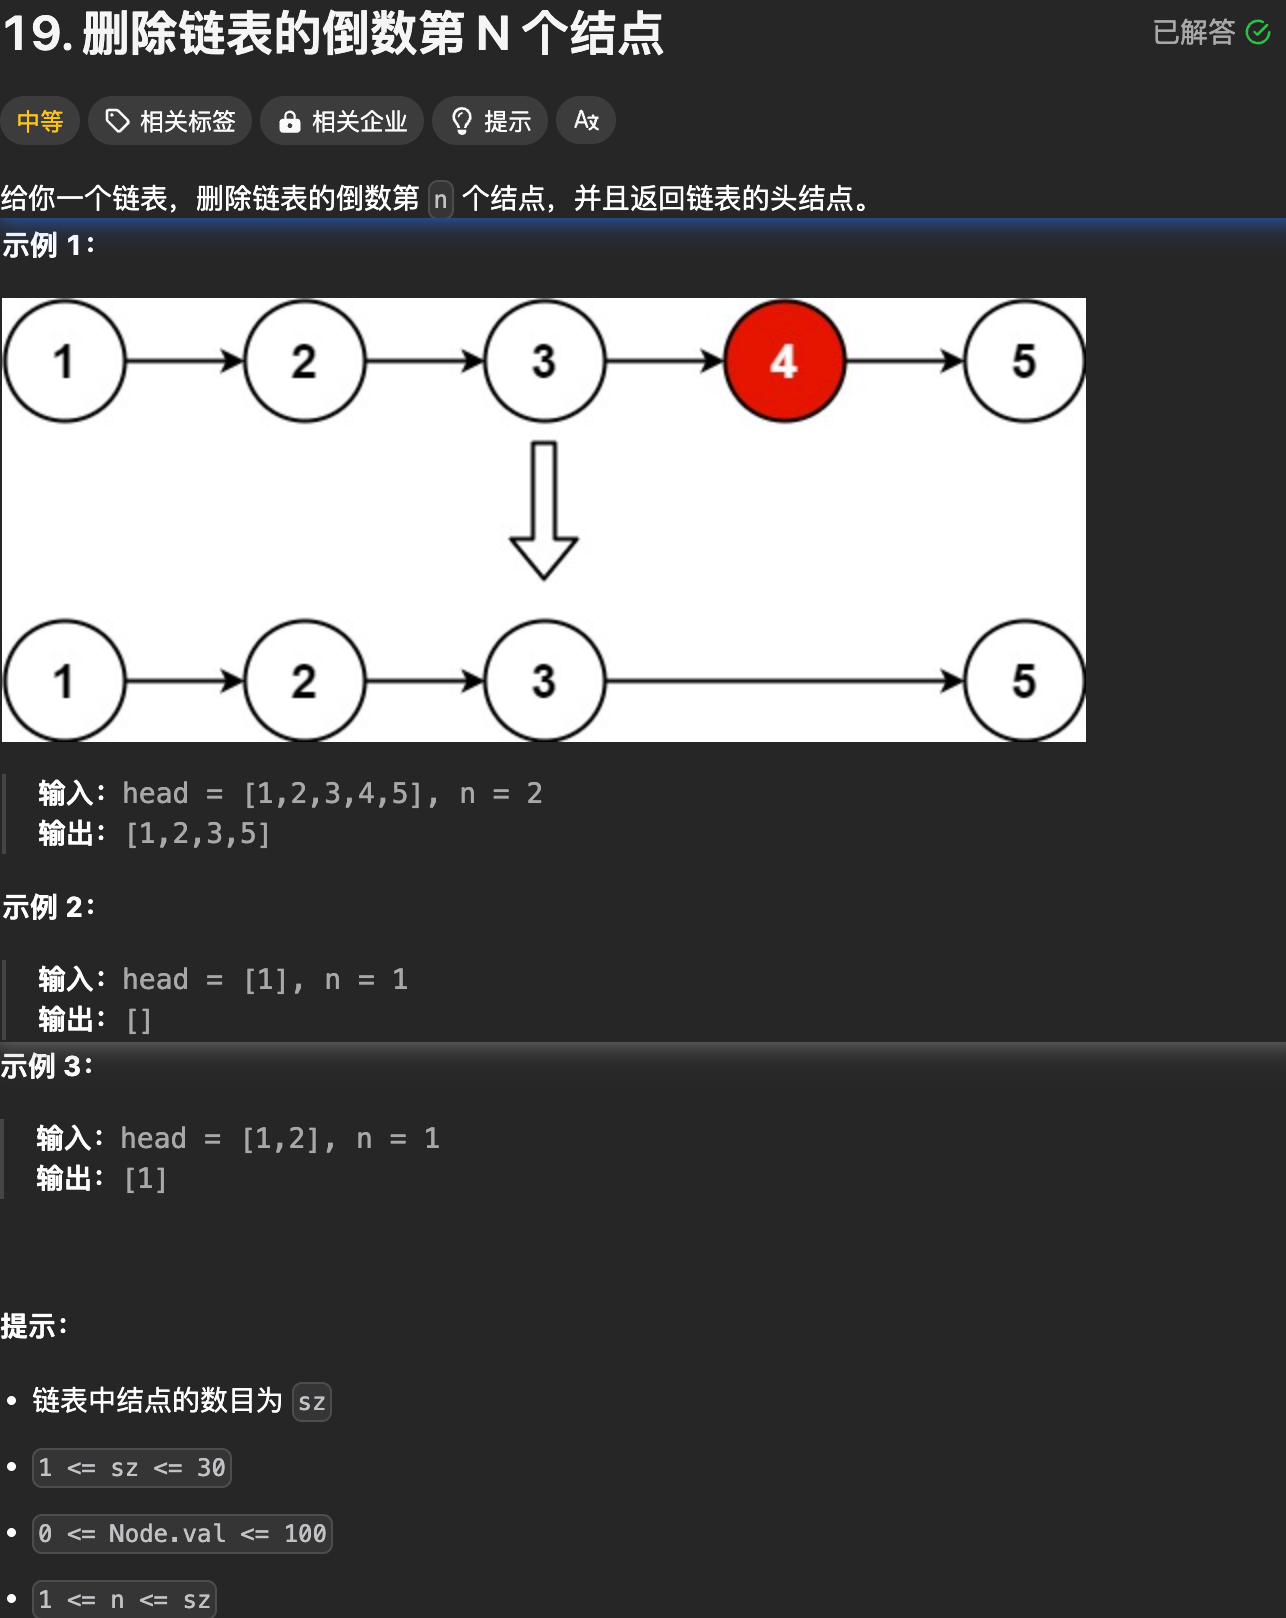 19. 删除链表的倒数第 N 个结点
已解答
中等 相关标签 相关企业 提示
给你一个链表，删除链表的倒数第 n 个结点，并且返回链表的头结点。
示例 1：
1 2 3 4 5
1 2 3 5
输入：head = [1,2,3,4,5], n = 2
输出：[1,2,3,5]
示例 2：
输入：head = [1], n = 1
输出：[]
示例 3：
输入：head = [1,2], n = 1
输出：[1]
提示：
• 链表中结点的数目为 sz
• 1 <= sz <= 30
• 0 <= Node.val <= 100
• 1 <= n <= sz